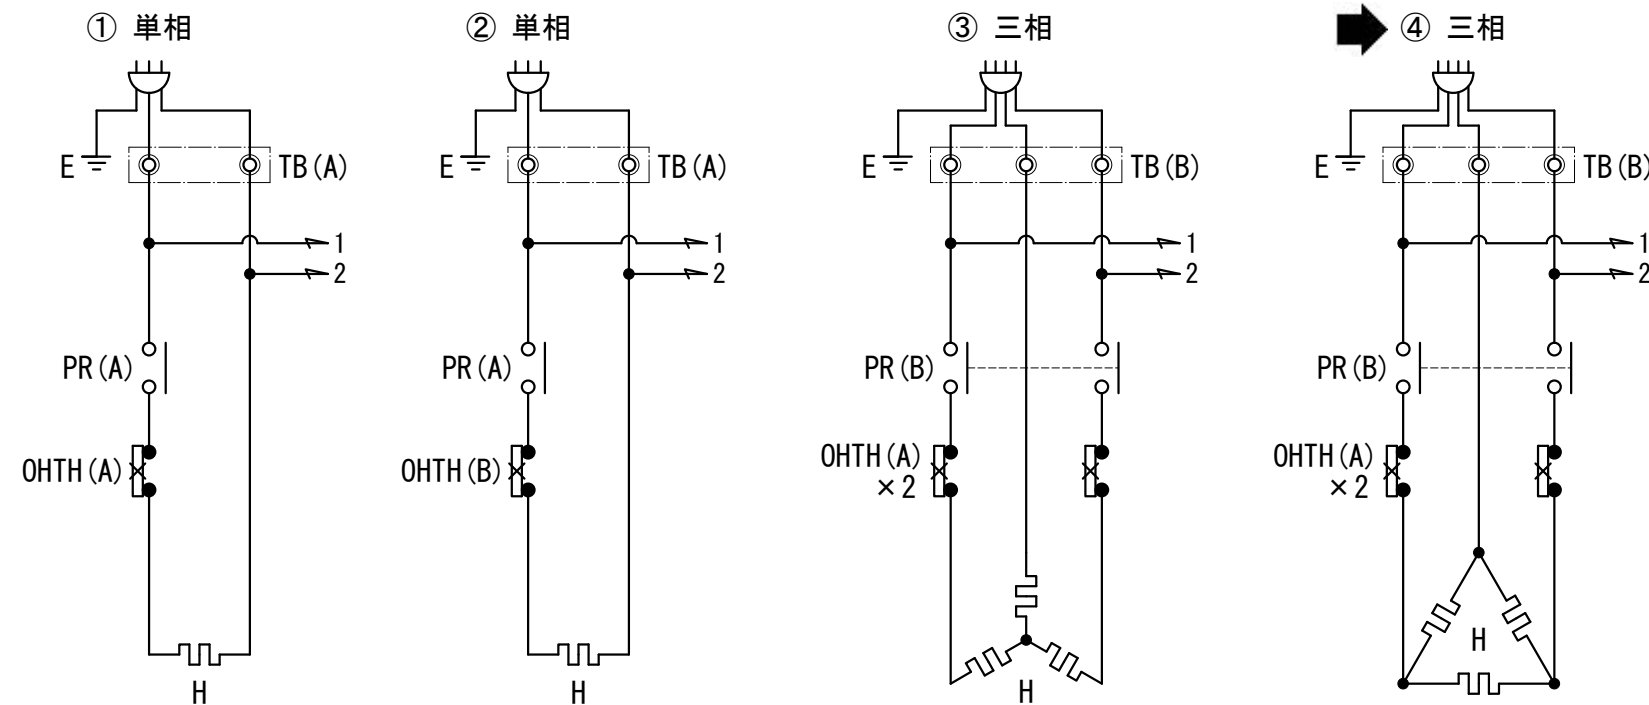 ① 単相
② 単相
③ 三相
④ 三相
E
TB(A)
1
2
PR(A)
OHTH(A)
H
E
TB(A)
1
2
PR(A)
OHTH(B)
H
E
TB(B)
1
2
PR(B)
OHTH(A)
×2
H
E
TB(B)
1
2
PR(B)
OHTH(A)
×2
H